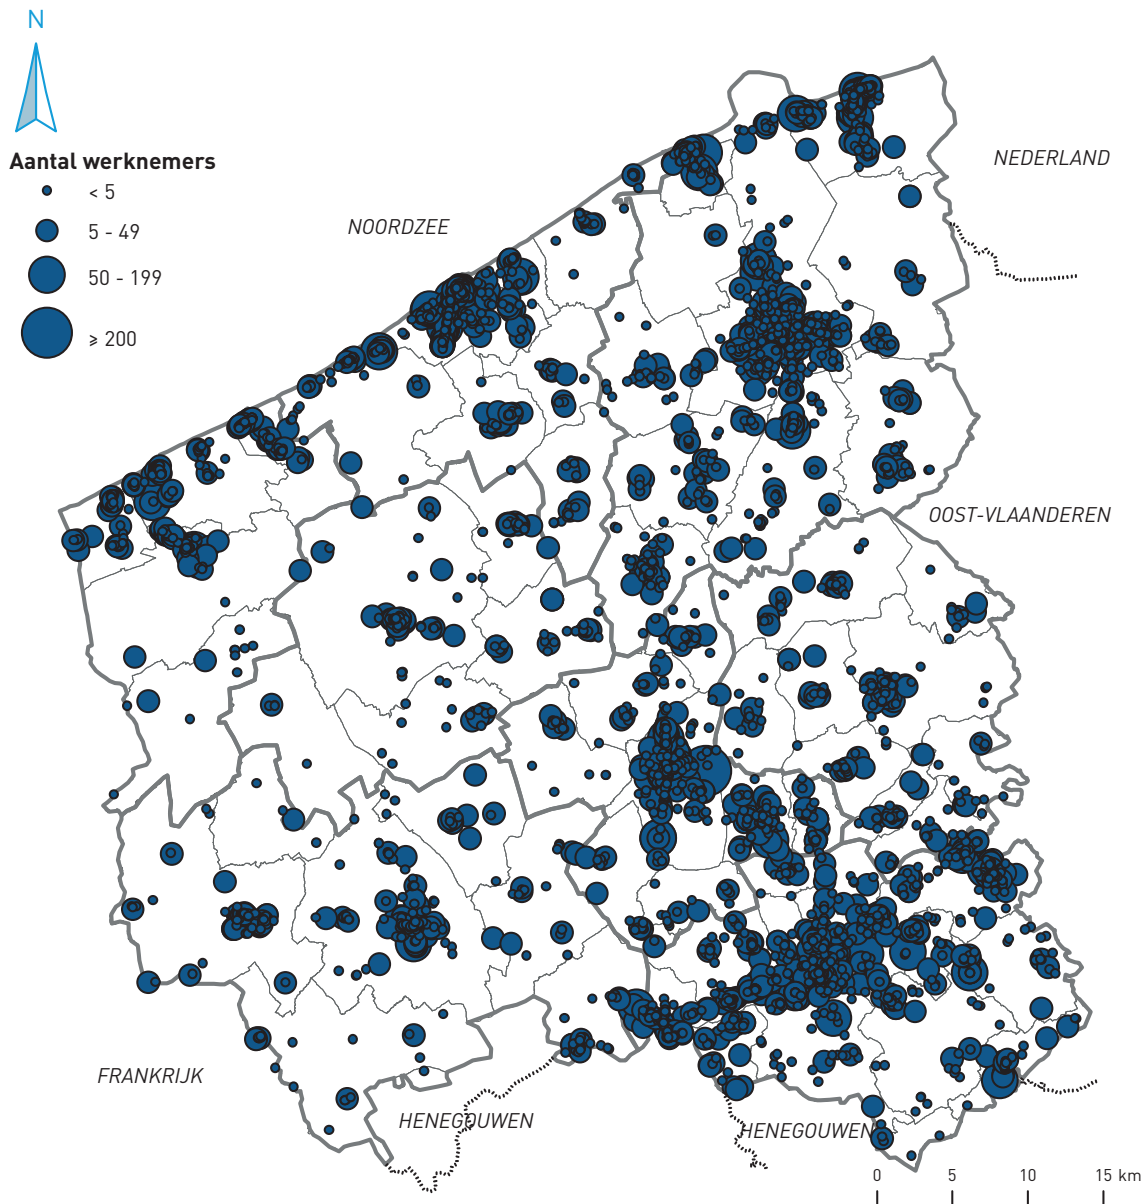 N
Aantal werknemers
< 5
5 - 49
50 - 199
⩾ 200
NOORDZEE
NEDERLAND
OOST-VLAANDEREN
FRANKRIJK
HENEGOUWEN
HENEGOUWEN
0 5 10 15 km